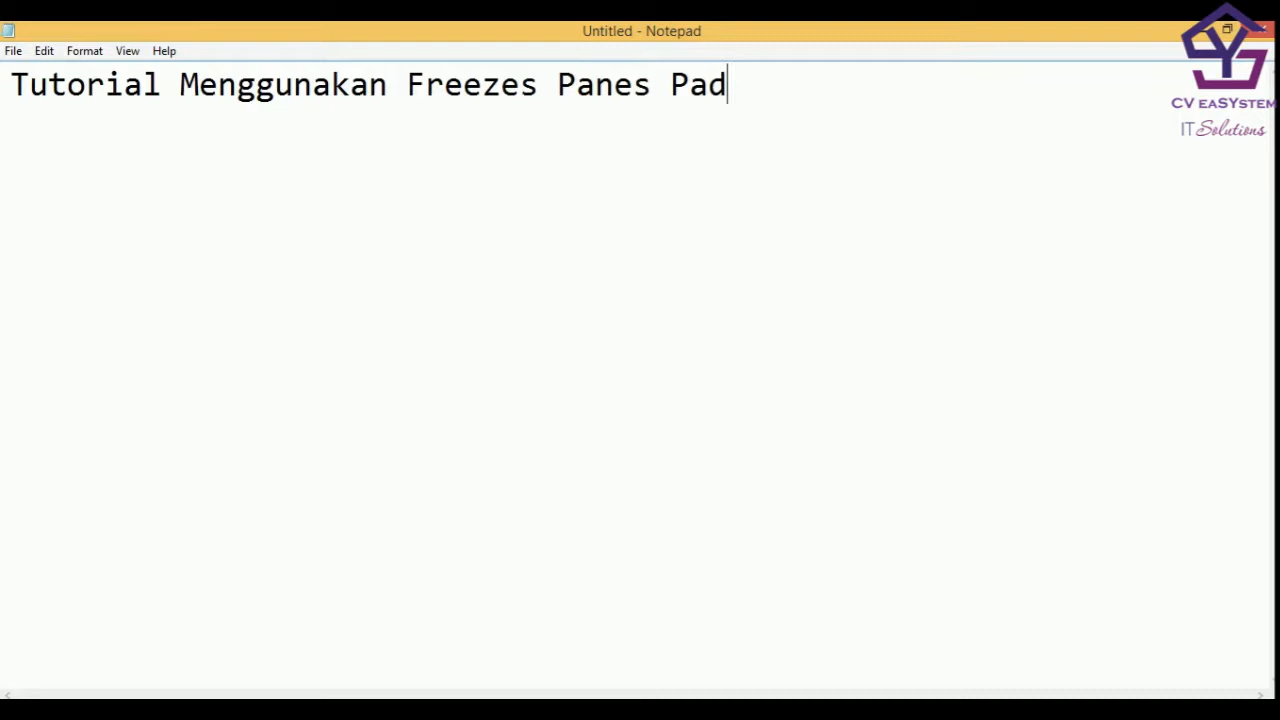 Untitled - Notepad
File Edit Format View Help
Tutorial Menggunakan Freezes Panes Pad
CV eaSYstem
IT Solutions